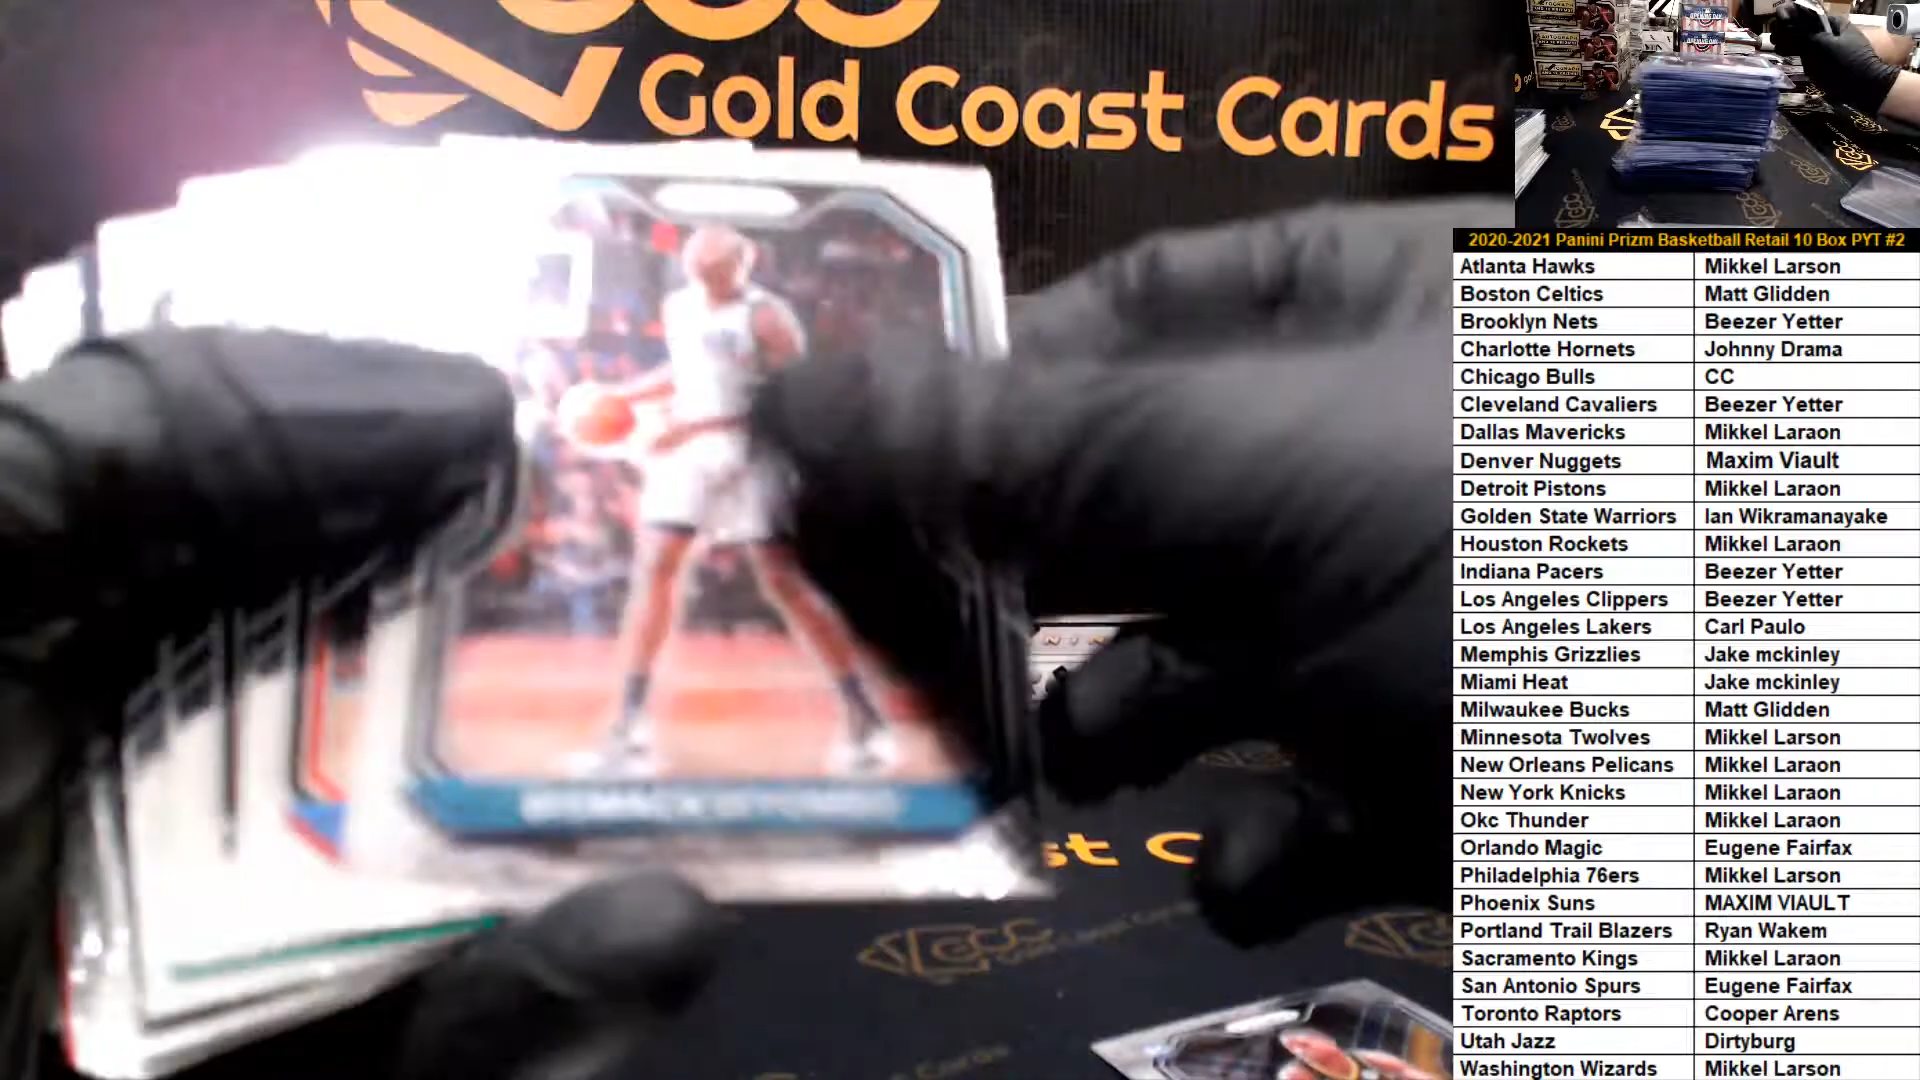 Gold Coast Cards
2020-2021 Panini Prizm Basketball Retail 10 Box PYT #2
Atlanta Hawks Mikkel Larson
Boston Celtics Matt Glidden
Brooklyn Nets Beezer Yetter
Charlotte Hornets Johnny Drama
Chicago Bulls CC
Cleveland Cavaliers Beezer Yetter
Dallas Mavericks Mikkel Laraon
Denver Nuggets Maxim Viault
Detroit Pistons Mikkel Laraon
Golden State Warriors Ian Wikramanayake
Houston Rockets Mikkel Laraon
Indiana Pacers Beezer Yetter
Los Angeles Clippers Beezer Yetter
Los Angeles Lakers Carl Paulo
Memphis Grizzlies Jake mckinley
Miami Heat Jake mckinley
Milwaukee Bucks Matt Glidden
Minnesota Twolves Mikkel Larson
New Orleans Pelicans Mikkel Laraon
New York Knicks Mikkel Laraon
Okc Thunder Mikkel Laraon
Orlando Magic Eugene Fairfax
Philadelphia 76ers Mikkel Larson
Phoenix Suns MAXIM VIAULT
Portland Trail Blazers Ryan Wakem
Sacramento Kings Mikkel Laraon
San Antonio Spurs Eugene Fairfax
Toronto Raptors Cooper Arens
Utah Jazz Dirtyburg
Washington Wizards Mikkel Larson